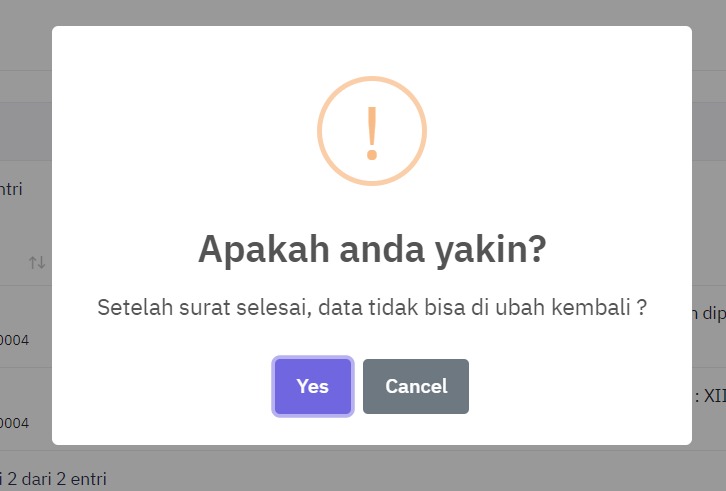 ntri
!
Apakah anda yakin?
Setelah surat selesai, data tidak bisa di ubah kembali ?
0004
Yes
Cancel
: XII
0004
i 2 dari 2 entri